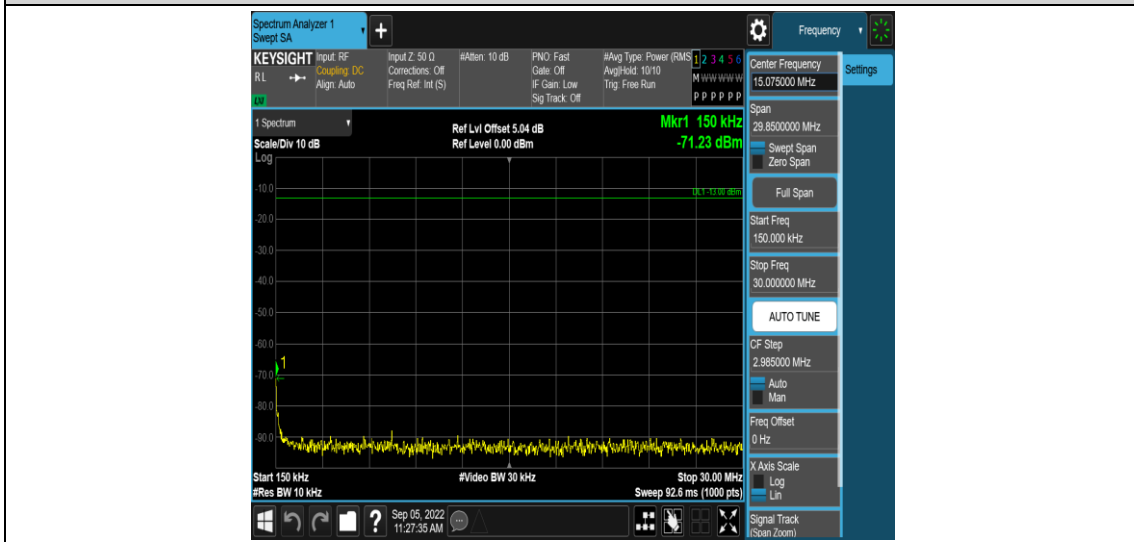 Spectrum Analyzer 1
Swept SA
+
Frequency
KEYSIGHT
RL
LXI
Input: RF
Coupling: DC
Align: Auto
Input Z: 50 Ω
Corrections: Off
Freq Ref: Int (S)
#Atten: 10 dB
PNO: Fast
Gate: Off
IF Gain: Low
Sig Track: Off
#Avg Type: Power (RMS
Avg|Hold: 10/10
Trig: Free Run
1 2 3 4 5 6
M W W W W W
P P P P P P
1 Spectrum
Scale/Div 10 dB
Log
Ref Lvl Offset 5.04 dB
Ref Level 0.00 dBm
Mkr1 150 kHz
-71.23 dBm
DL1 -13.00 dBm
-10.0
-20.0
-30.0
-40.0
-50.0
-60.0
1
-70.0
-80.0
-90.0
Start 150 kHz
#Video BW 30 kHz
Stop 30.00 MHz
#Res BW 10 kHz
Sweep 92.6 ms (1000 pts)
?
Sep 05, 2022
11:27:35 AM
Center Frequency
15.075000 MHz
Settings
Span
29.8500000 MHz
Swept Span
Zero Span
Full Span
Start Freq
150.000 kHz
Stop Freq
30.000000 MHz
AUTO TUNE
CF Step
2.985000 MHz
Auto
Man
Freq Offset
0 Hz
X Axis Scale
Log
Lin
Signal Track
(Span Zoom)